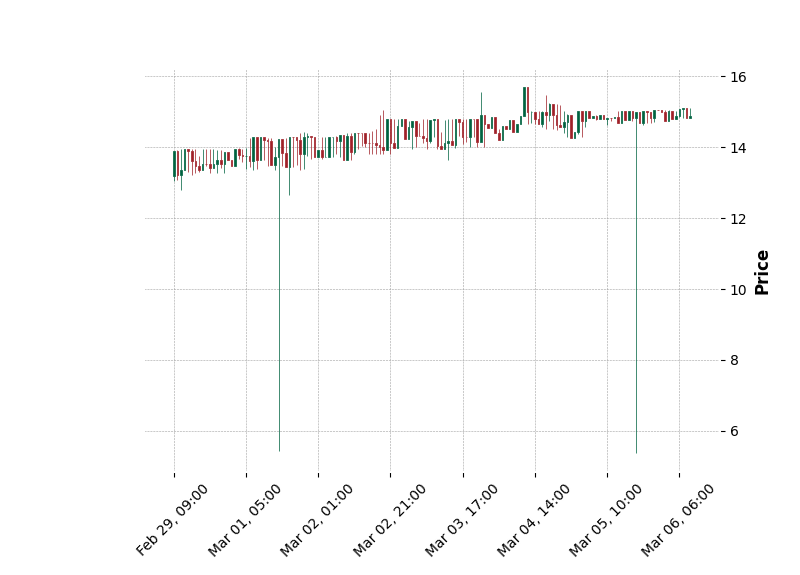 16
14
12
10
8
6
Price
Feb 29, 09:00
Mar 01, 05:00
Mar 02, 01:00
Mar 02, 21:00
Mar 03, 17:00
Mar 04, 14:00
Mar 05, 10:00
Mar 06, 06:00